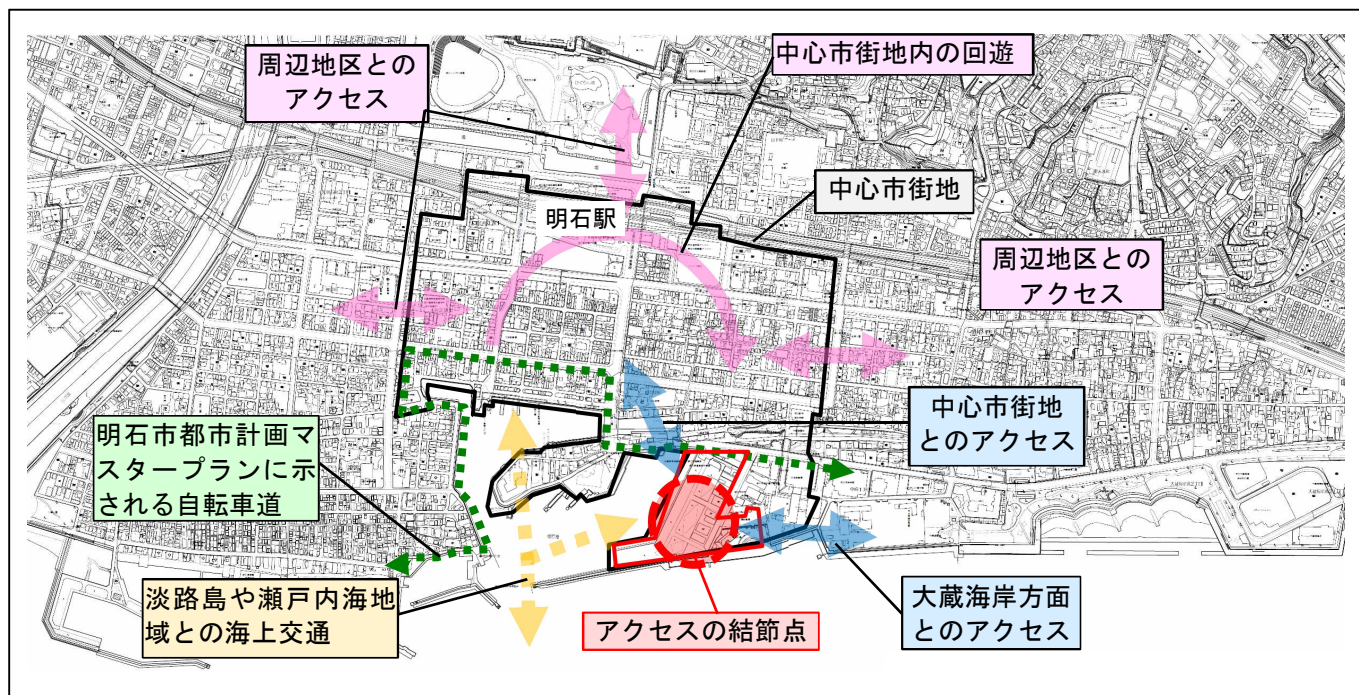 周辺地区との
アクセス
中心市街地内の回遊
中心市街地
明石駅
周辺地区との
アクセス
中心市街地
とのアクセス
明石市都市計画マ
スタープランに示
される自転車道
淡路島や瀬戸内海地
域との海上交通
アクセスの結節点
大蔵海岸方面
とのアクセス